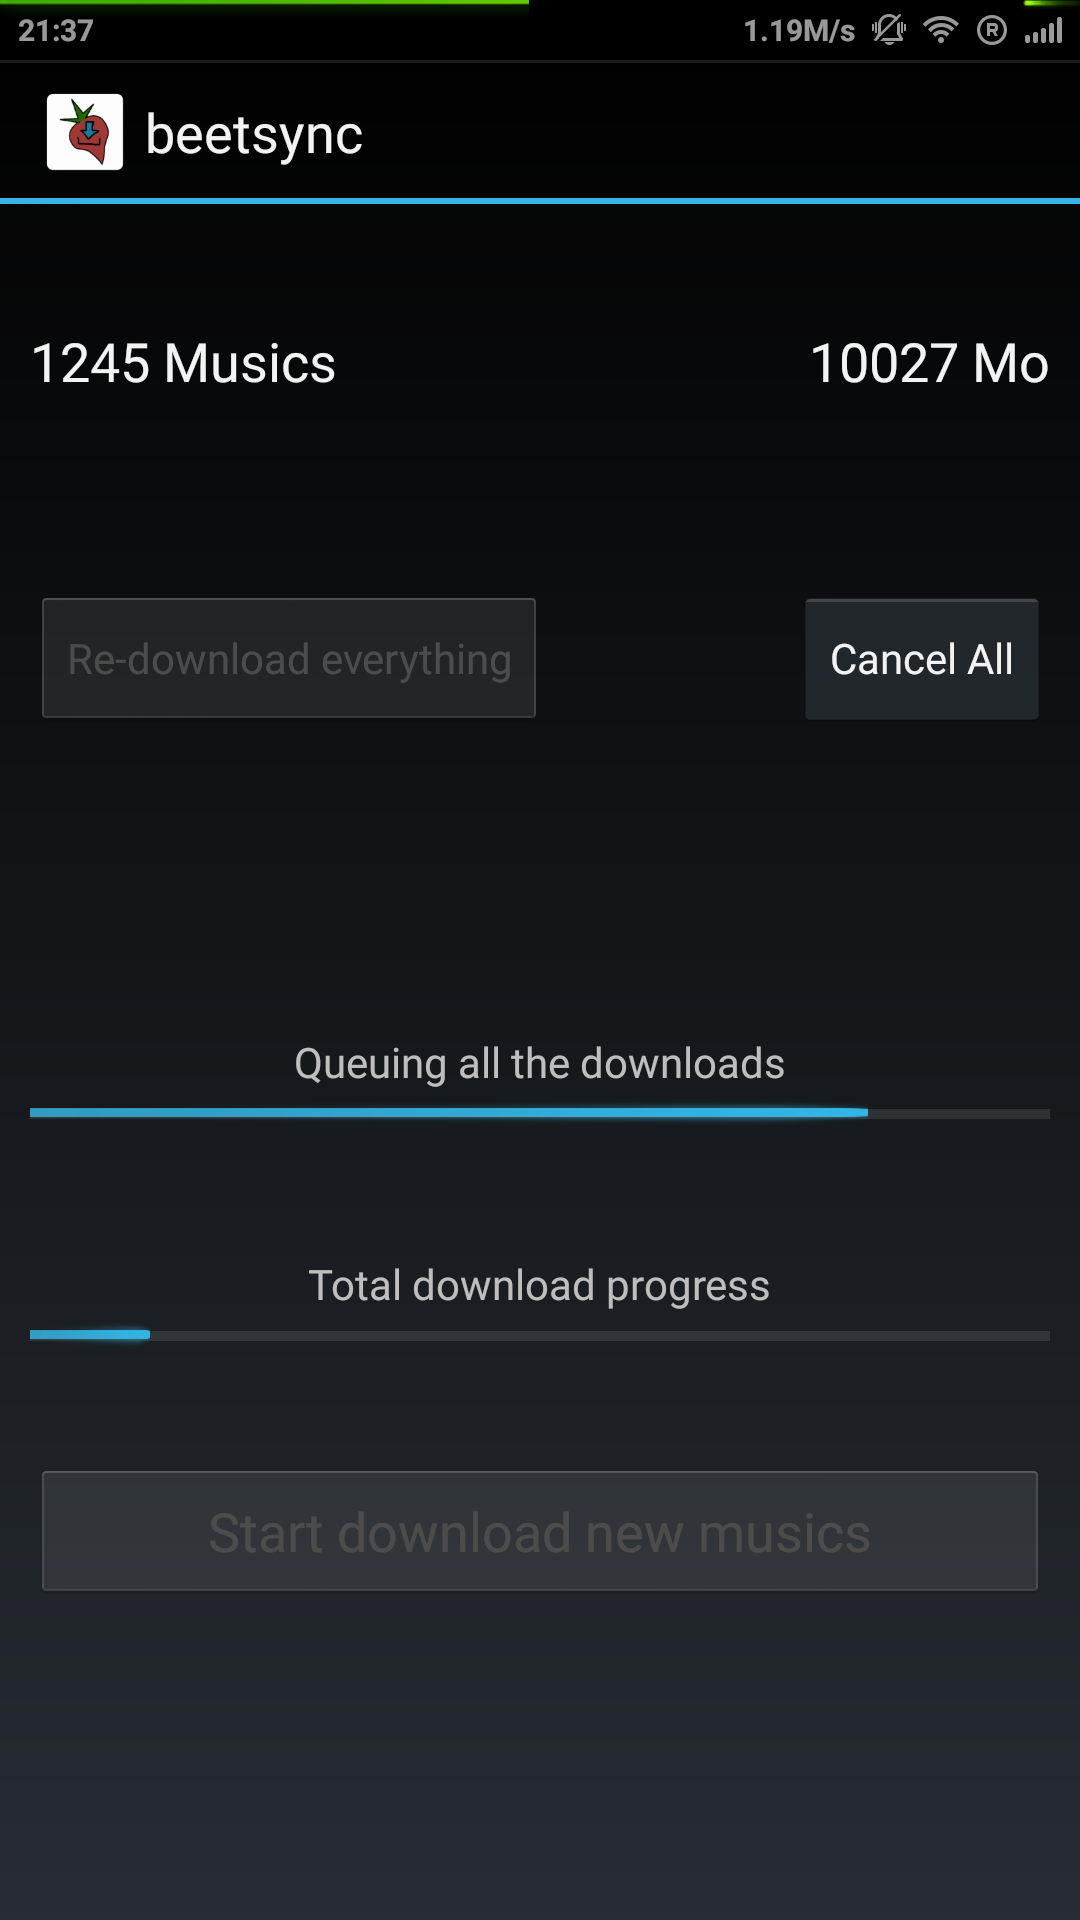 21:37
1.19M/s
R
beetsync
1245 Musics
10027 Mo
Re-download everything
Cancel All
Queuing all the downloads
Total download progress
Start download new musics